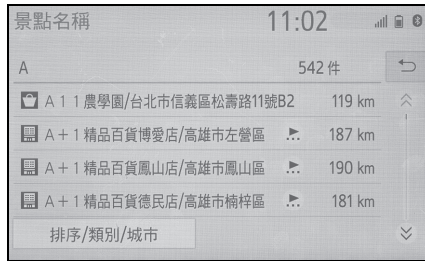 景點名稱 11:02
A 542 件
A 1 1 農學園/台北市信義區松壽路11號B2 119 km
A + 1 精品百貨博愛店/高雄市左營區 187 km
A + 1 精品百貨鳳山店/高雄市鳳山區 190 km
A + 1 精品百貨德民店/高雄市楠梓區 181 km
排序/類別/城市